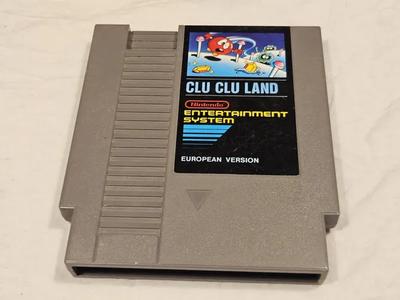 CLU CLU LAND
Nintendo
ENTERTAINMENT
SYSTEM
EUROPEAN VERSION